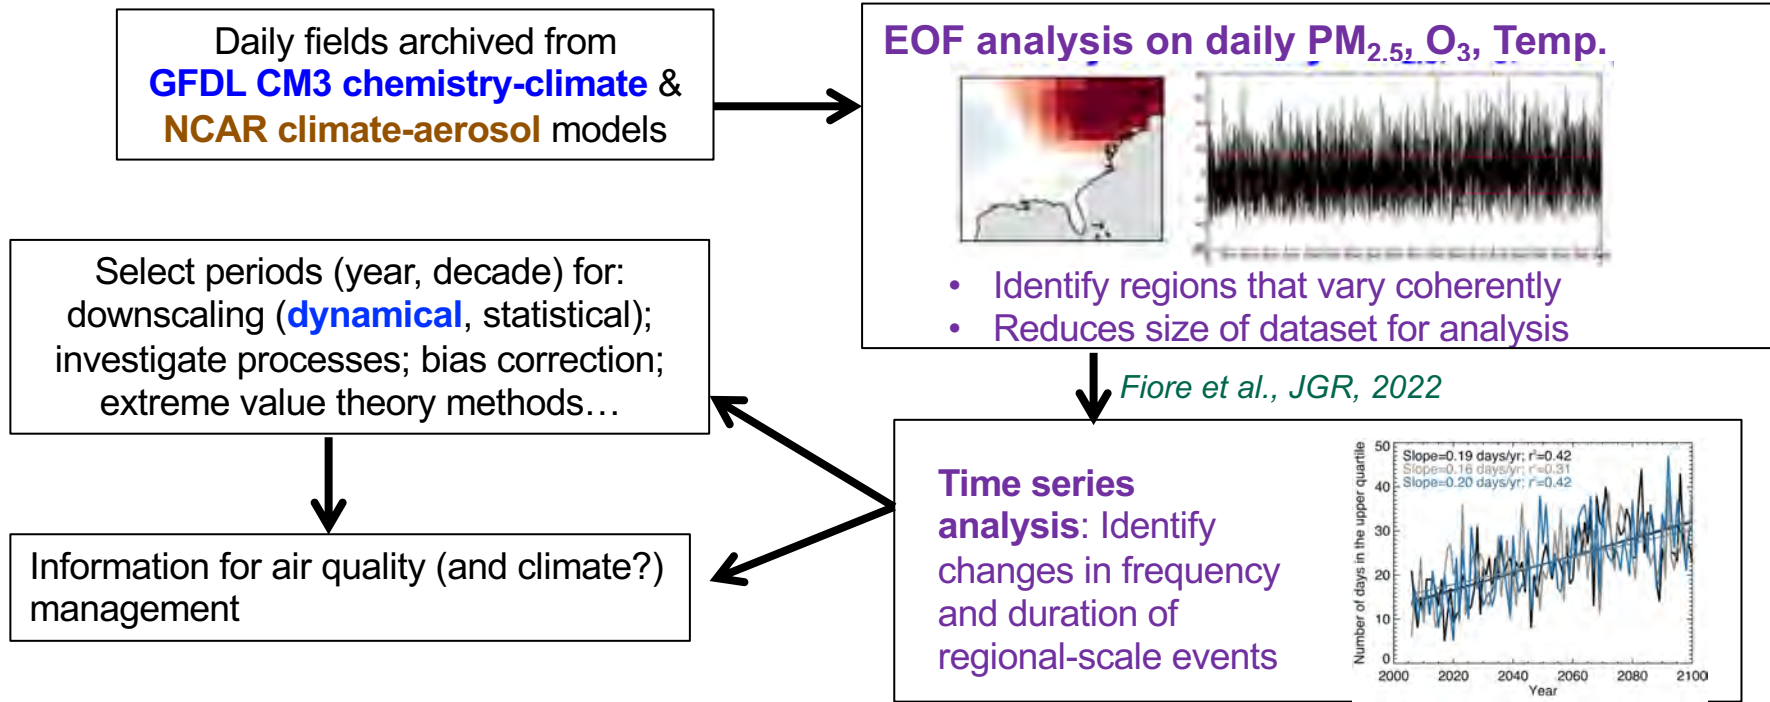 Daily fields archived from
GFDL CM3 chemistry-climate &
NCAR climate-aerosol models
EOF analysis on daily PM2.5, O3, Temp.
• Identify regions that vary coherently
• Reduces size of dataset for analysis
Select periods (year, decade) for:
downscaling (dynamical, statistical);
investigate processes; bias correction;
extreme value theory methods…
Fiore et al., JGR, 2022
Information for air quality (and climate?)
management
Time series
analysis: Identify
changes in frequency
and duration of
regional-scale events
Slope=0.19 days/yr; r²=0.42
Slope=0.16 days/yr; r²=0.31
Slope=0.20 days/yr; r²=0.42
Number of days in the upper quartile
50
40
30
20
10
0
2000 2020 2040 2060 2080 2100
Year